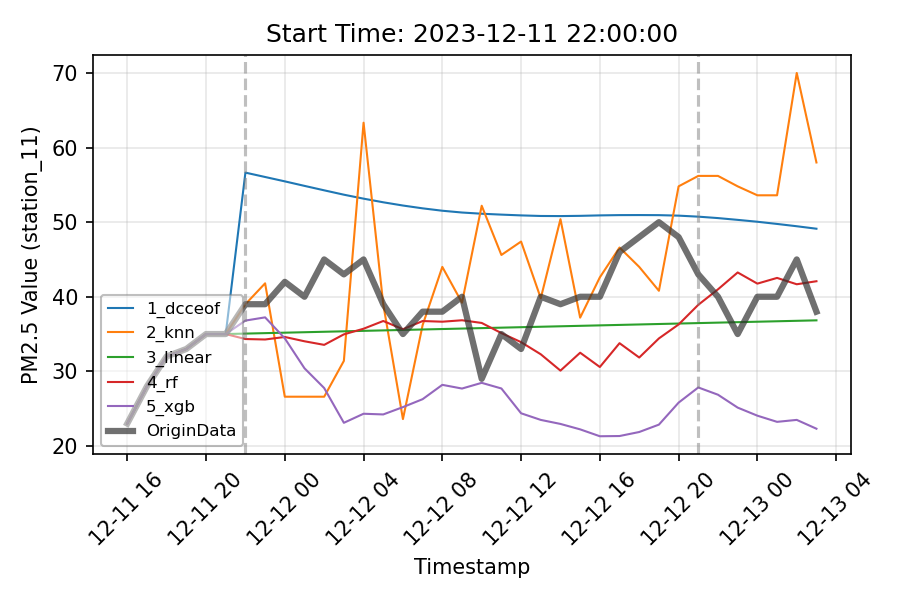 Start Time: 2023-12-11 22:00:00
PM2.5 Value (station_11)
70
60
50
40
30
20
1_dcceof
2_knn
3_linear
4_rf
5_xgb
OriginData
12-11 16
12-11 20
12-12 00
12-12 04
12-12 08
12-12 12
12-12 16
12-12 20
12-13 00
12-13 04
Timestamp